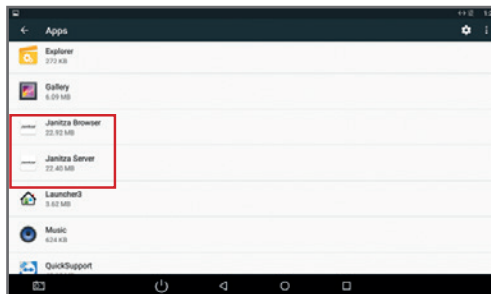 Apps
Explorer
272 KB
Gallery
6.09 MB
Janitza Browser
22.92 MB
Janitza Server
22.40 MB
Launcher3
3.62 MB
Music
624 KB
QuickSupport